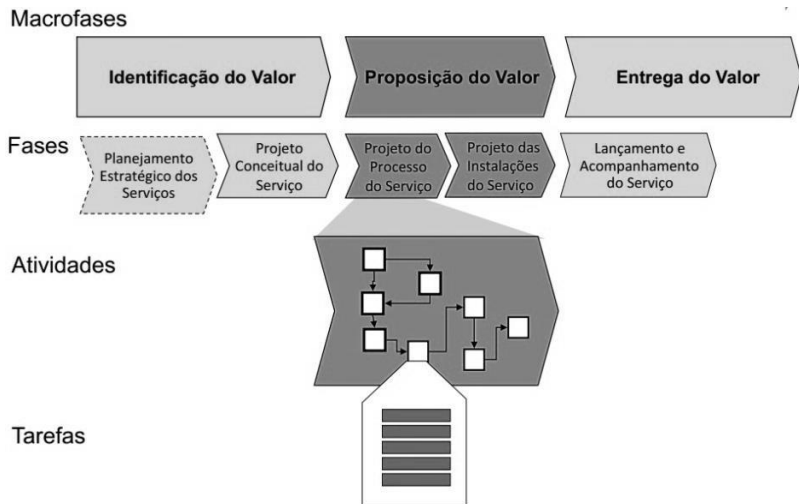 Macrofases
Identificação do Valor
Proposição do Valor
Entrega do Valor
Fases
Planejamento
Estratégico dos
Serviços
Projeto
Conceitual do
Serviço
Projeto do
Processo
do Serviço
Projeto das
Instalações
do Serviço
Lançamento e
Acompanhamento
do Serviço
Atividades
Tarefas